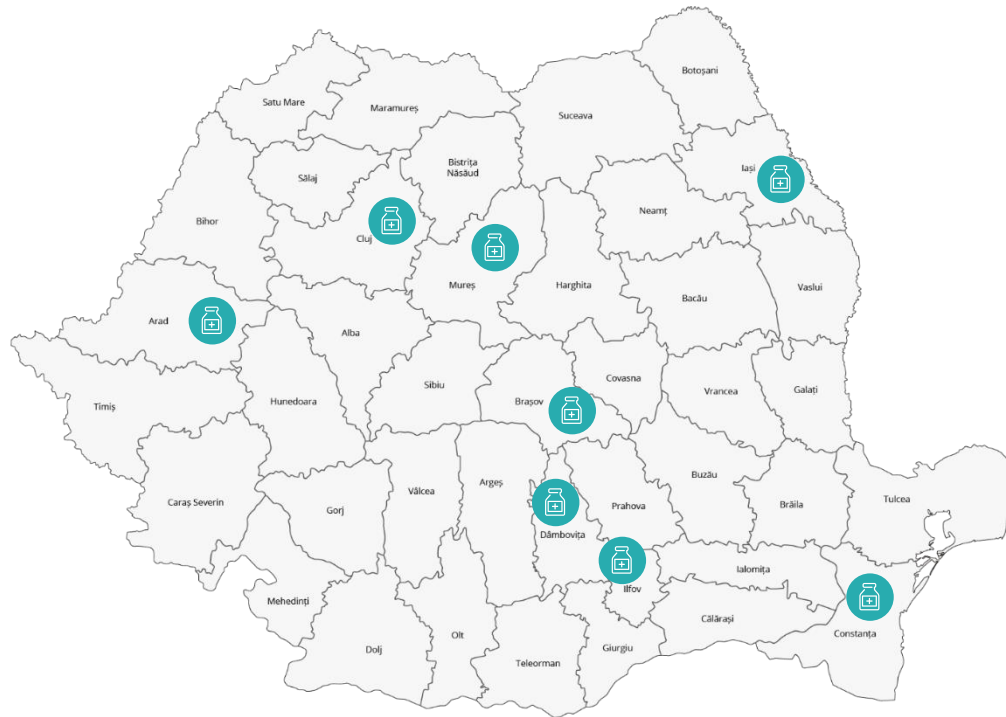 Botoșani
Satu Mare
Maramureș
Suceava
Bistrița
Năsăud
Iași
Sălaj
Neamț
Bihor
Cluj
Mureș
Harghita
Vaslui
Bacău
Arad
Alba
Covasna
Sibiu
Vrancea
Galați
Timiș
Hunedoara
Brașov
Buzău
Argeș
Vâlcea
Tulcea
Caraș Severin
Gorj
Prahova
Brăila
Dâmbovița
Ialomița
Ilfov
Mehedinți
Călărași
Constanța
Olt
Dolj
Giurgiu
Teleorman